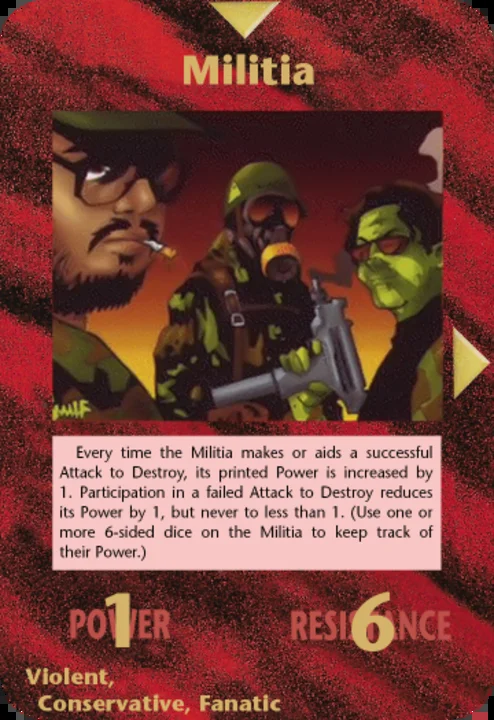 Militia
MWF
Every time the Militia makes or aids a successful
Attack to Destroy, its printed Power is increased by
1. Participation in a failed Attack to Destroy reduces
its Power by 1, but never to less than 1. (Use one or
more 6-sided dice on the Militia to keep track of
their Power.)
POWER 1
RESISTANCE 6
Violent,
Conservative, Fanatic